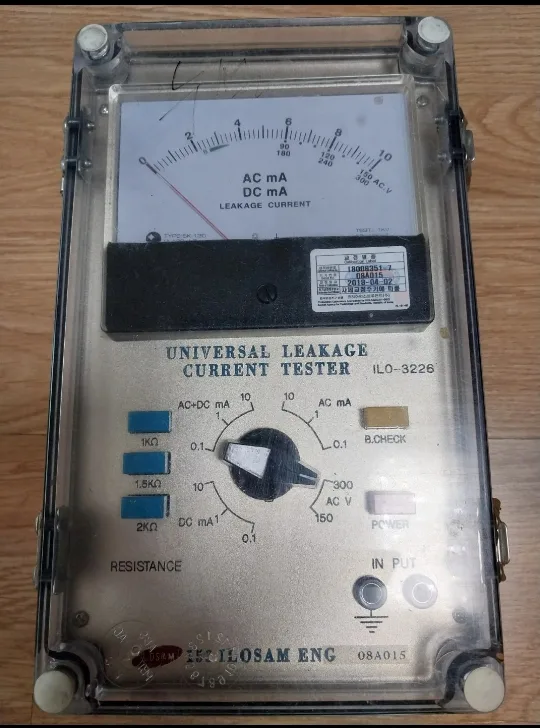 0 2 4 6 8 10
90 120 150 AC.V
180 240 300
AC mA
DC mA
LEAKAGE CURRENT
18008351-7
08A015
2019-04-02
UNIVERSAL LEAKAGE
CURRENT TESTER ILO-3226
AC+DC mA 10 10 AC mA
1 1
0.1 0.1
B.CHECK
1KΩ
1.5KΩ
10 300
AC V
2KΩ DC mA 1 150
0.1
POWER
RESISTANCE
IN PUT
ILOSAM ENG 08A015